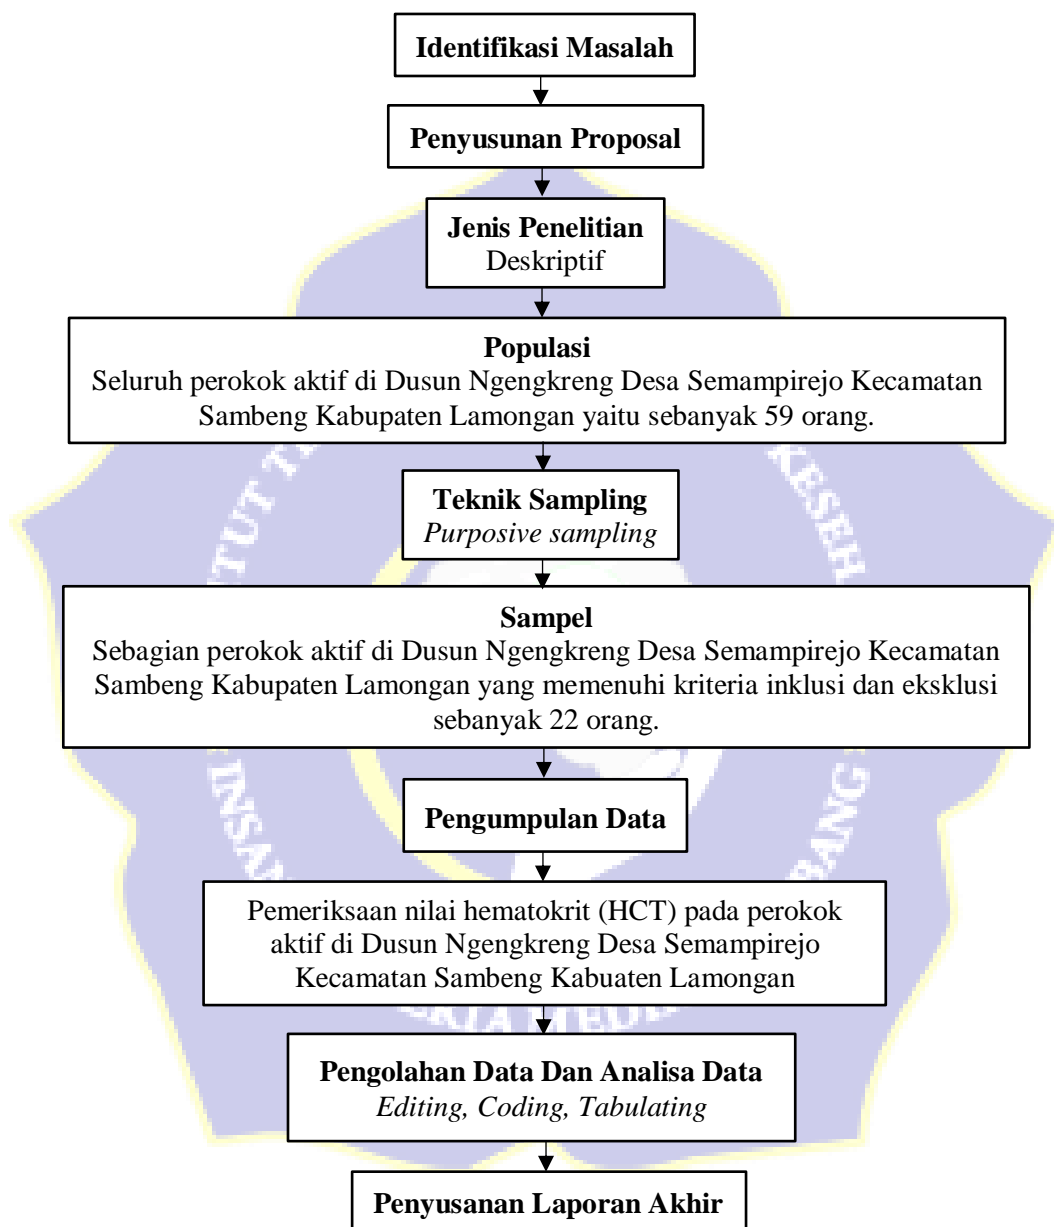 Identifikasi Masalah
Penyusunan Proposal
Jenis Penelitian
Deskriptif
Populasi
Seluruh perokok aktif di Dusun Ngengkreng Desa Semampirejo Kecamatan
Sambeng Kabupaten Lamongan yaitu sebanyak 59 orang.
Teknik Sampling
Purposive sampling
Sampel
Sebagian perokok aktif di Dusun Ngengkreng Desa Semampirejo Kecamatan
Sambeng Kabupaten Lamongan yang memenuhi kriteria inklusi dan eksklusi
sebanyak 22 orang.
Pengumpulan Data
Pemeriksaan nilai hematokrit (HCT) pada perokok
aktif di Dusun Ngengkreng Desa Semampirejo
Kecamatan Sambeng Kabuaten Lamongan
Pengolahan Data Dan Analisa Data
Editing, Coding, Tabulating
Penyusanan Laporan Akhir